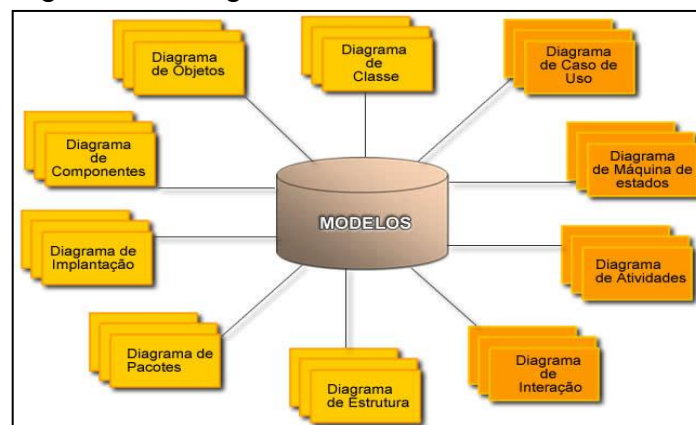 Diagrama
de Objetos
Diagrama
de
Classe
Diagrama
de Caso de
Uso
Diagrama
de
Componentes
Diagrama
de Máquina de
estados
MODELOS
Diagrama de
Implantação
Diagrama
de Atividades
Diagrama de
Pacotes
Diagrama
de Estrutura
Diagrama
de
Interação